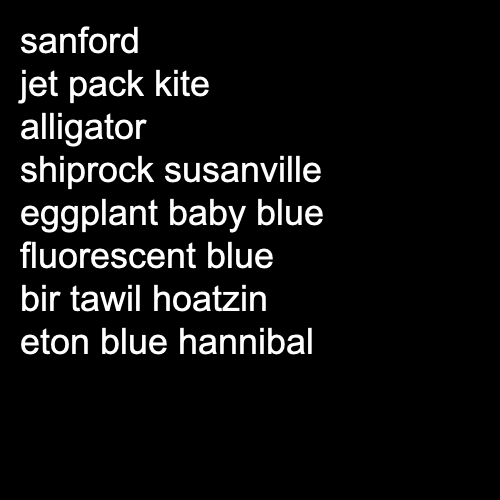 sanford
jet pack kite
alligator
shiprock susanville
eggplant baby blue
fluorescent blue
bir tawil hoatzin
eton blue hannibal